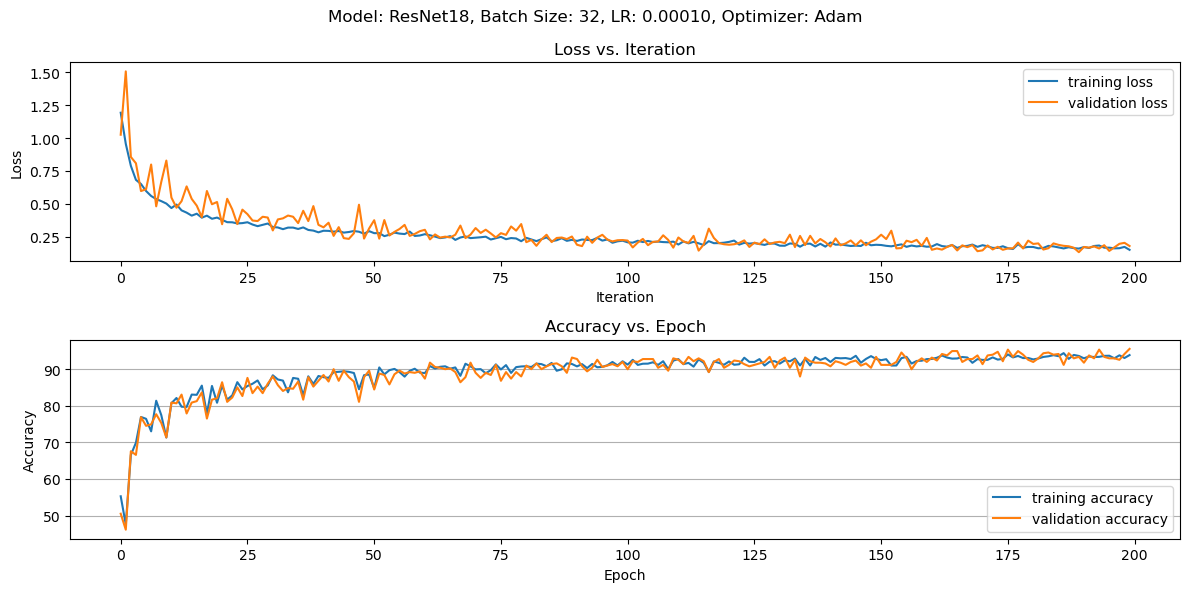 Model: ResNet18, Batch Size: 32, LR: 0.00010, Optimizer: Adam
Loss vs. Iteration
1.50
1.25
1.00
0.75
0.50
0.25
Loss
training loss
validation loss
0 25 50 75 100 125 150 175 200
Iteration
Accuracy vs. Epoch
90
80
70
60
50
Accuracy
training accuracy
validation accuracy
0 25 50 75 100 125 150 175 200
Epoch